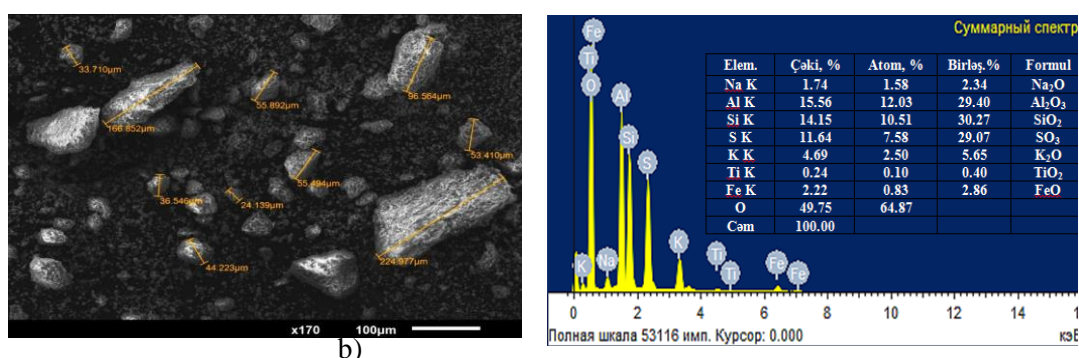 33.710µm
166.852µm
55.892µm
96.564µm
53.410µm
55.494µm
36.546µm
24.139µm
44.223µm
224.977µm
x170 100µm
b)
Суммарный спектр
Fe
Ti
O
Al
Si
S
K
K
Na
Ti
Ti
Fe
Fe
Elem. Çəki, % Atom, % Birləş.% Formul
Na K 1.74 1.58 2.34 Na₂O
Al K 15.56 12.03 29.40 Al₂O₃
Si K 14.15 10.51 30.27 SiO₂
S K 11.64 7.58 29.07 SO₃
K K 4.69 2.50 5.65 K₂O
Ti K 0.24 0.10 0.40 TiO₂
Fe K 2.22 0.83 2.86 FeO
O 49.75 64.87
Cəm 100.00
0 2 4 6 8 10 12 14 1
Полная шкала 53116 имп. Курсор: 0.000 кэВ